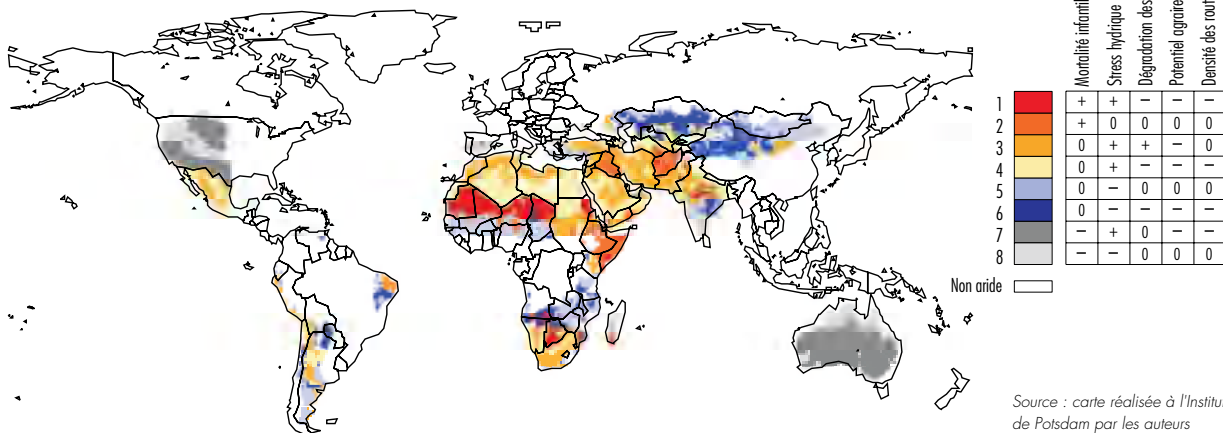 Mortalité infantil
Stress hydrique
Dégradation des
Potentiel agraire
Densité des rout
1 + + – – –
2 + 0 0 0 0
3 0 + + – 0
4 0 + – – –
5 0 – 0 0 0
6 0 – – – –
7 – + 0 – –
8 – – 0 0 0
Non aride
Source : carte réalisée à l'Institu
de Potsdam par les auteurs